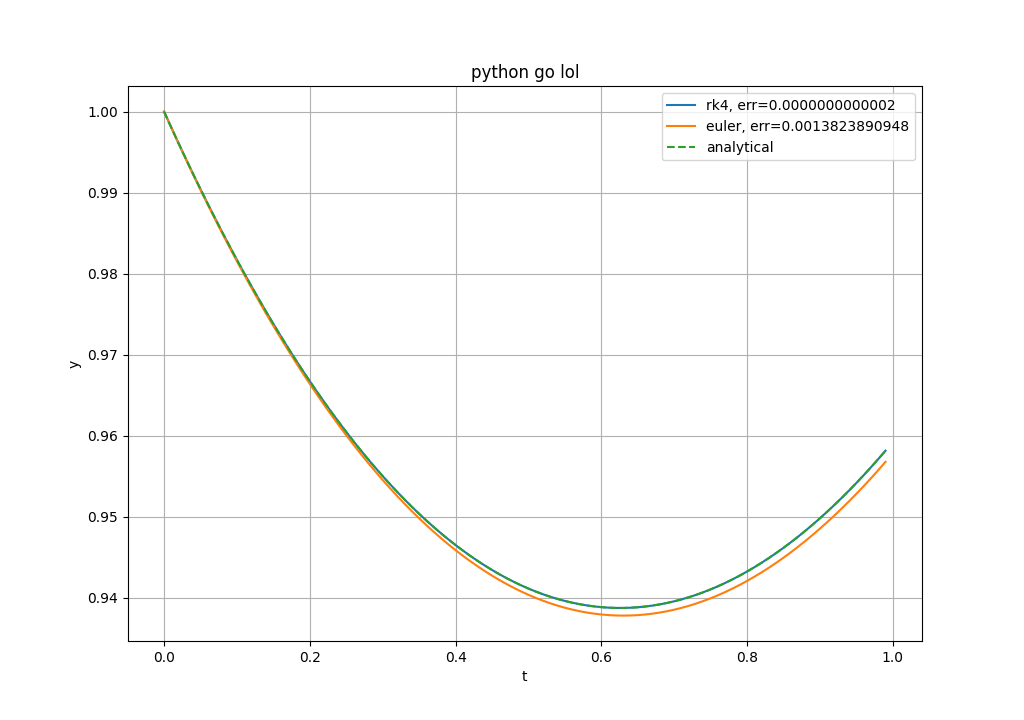 python go lol
rk4, err=0.0000000000002
euler, err=0.0013823890948
analytical
1.00
0.99
0.98
0.97
0.96
0.95
0.94
y
0.0 0.2 0.4 0.6 0.8 1.0
t